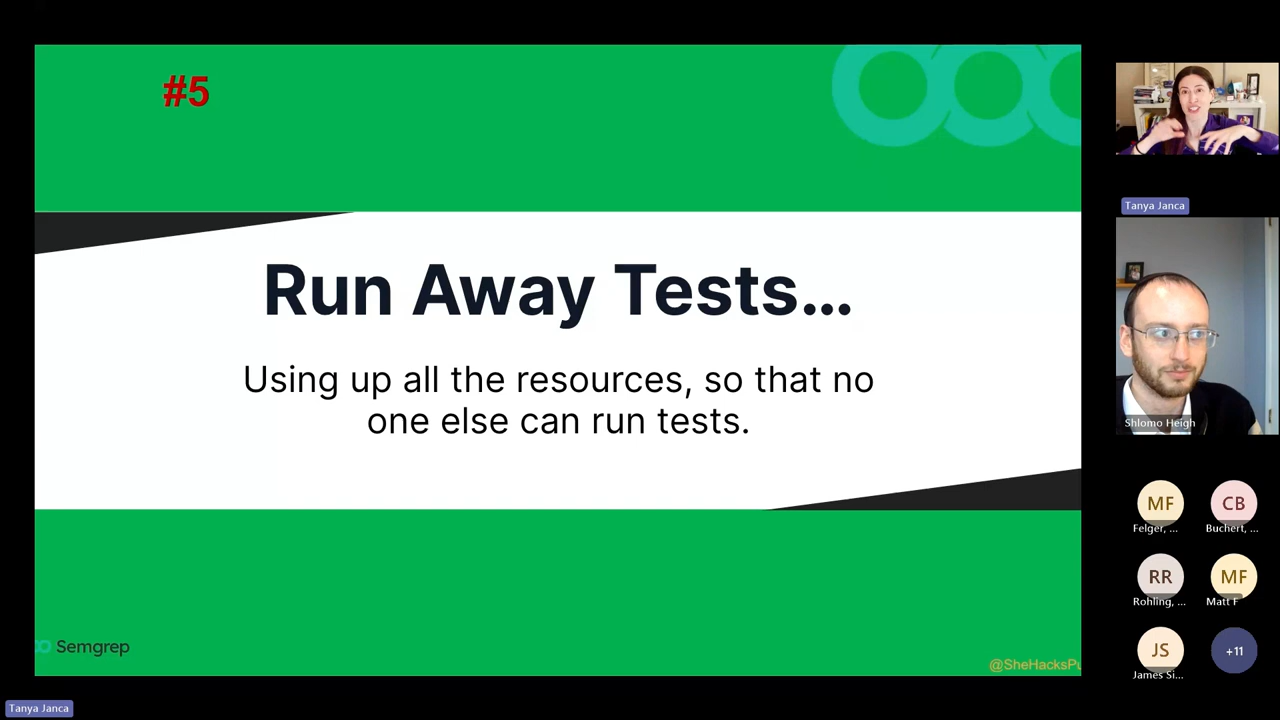 #5
Run Away Tests...
Using up all the resources, so that no
one else can run tests.
Semgrep
@SheHacksPu
Tanya Janca
Tanya Janca
Shlomo Heigh
MF
CB
Felger, ...
Buchert, ...
RR
MF
Rohling, ...
Matt F
JS
+11
James Si...